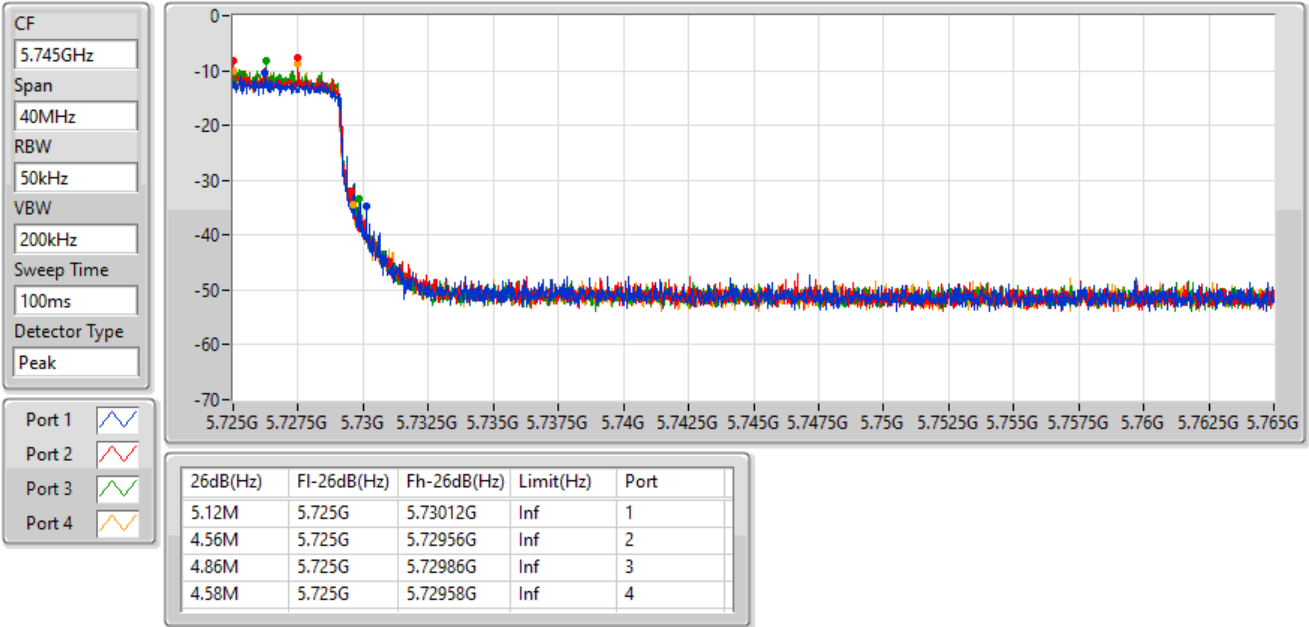 CF
5.745GHz
Span
40MHz
RBW
50kHz
VBW
200kHz
Sweep Time
100ms
Detector Type
Peak
Port 1
Port 2
Port 3
Port 4
0
-10
-20
-30
-40
-50
-60
-70
5.725G 5.7275G 5.73G 5.7325G 5.735G 5.7375G 5.74G 5.7425G 5.745G 5.7475G 5.75G 5.7525G 5.755G 5.7575G 5.76G 5.7625G 5.765G
26dB(Hz) Fl-26dB(Hz) Fh-26dB(Hz) Limit(Hz) Port
5.12M 5.725G 5.73012G Inf 1
4.56M 5.725G 5.72956G Inf 2
4.86M 5.725G 5.72986G Inf 3
4.58M 5.725G 5.72958G Inf 4